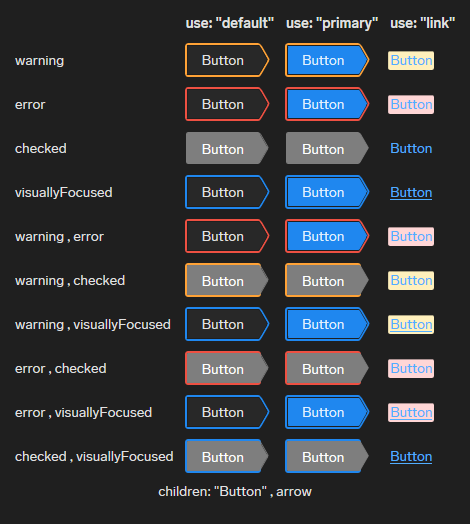 use: "default" use: "primary" use: "link"
warning Button Button Button
error Button Button Button
checked Button Button Button
visuallyFocused Button Button Button
warning , error Button Button Button
warning , checked Button Button Button
warning , visuallyFocused Button Button Button
error , checked Button Button Button
error , visuallyFocused Button Button Button
checked , visuallyFocused Button Button Button
children: "Button" , arrow